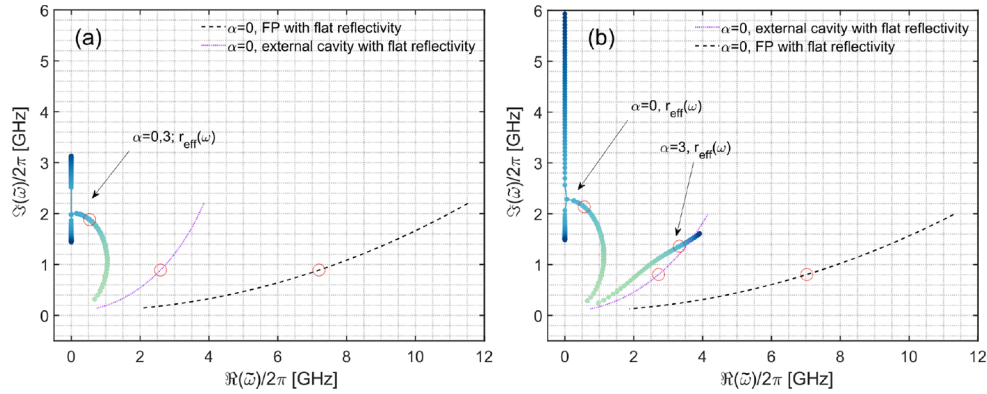 (a)
α=0, FP with flat reflectivity
α=0, external cavity with flat reflectivity
α=0,3; r_eff(ω)
ℑ(ω̃)/2π [GHz]
6
5
4
3
2
1
0
0 2 4 6 8 10 12
ℜ(ω̃)/2π [GHz]
(b)
α=0, external cavity with flat reflectivity
α=0, FP with flat reflectivity
α=0, r_eff(ω)
α=3, r_eff(ω)
ℑ(ω̃)/2π [GHz]
6
5
4
3
2
1
0
0 2 4 6 8 10 12
ℜ(ω̃)/2π [GHz]